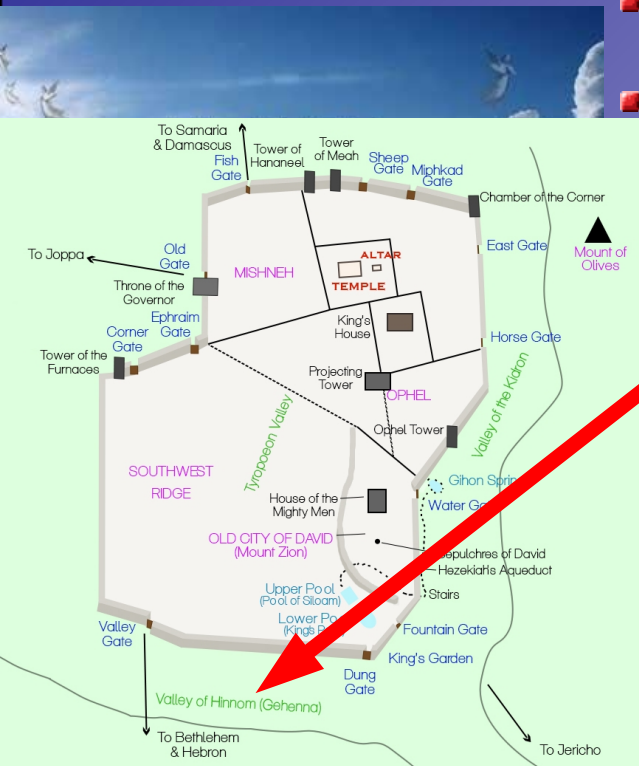 To Samaria
& Damascus
Fish
Gate
Tower of
Hananeel
Tower
of Meah
Sheep
Gate
Miphkad
Gate
Chamber of the Corner
To Joppa
Old
Gate
MISHNEH
ALTAR
TEMPLE
East Gate
Mount of
Olives
Throne of the
Governor
Ephraim
Gate
Corner
Gate
King's
House
Horse Gate
Tower of the
Furnaces
Projecting
Tower
OPHEL
Valley of the Kidron
Tyropoeon Valley
Ophel Tower
SOUTHWEST
RIDGE
House of the
Mighty Men
Gihon
Water
OLD CITY OF DAVID
(Mount Zion)
of David
Hezekiah's Aqueduct
Stairs
Upper Pool
(Pool of Siloam)
Lower
Valley
Gate
Fountain Gate
King's Garden
Dung
Gate
Valley of Hinnom (Gehenna)
To Bethlehem
& Hebron
To Jericho